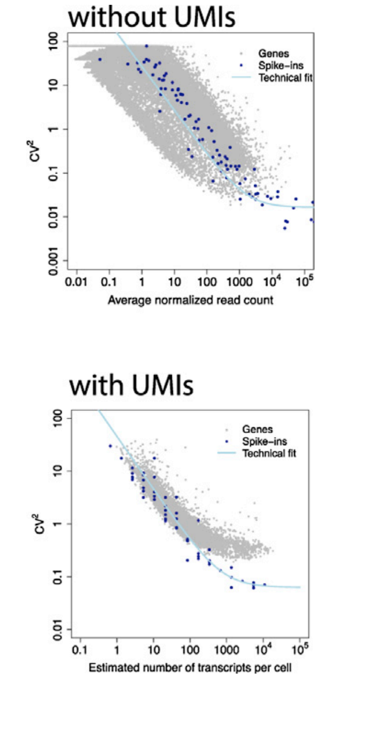 without UMIs
100
10
1
0.1
0.01
0.001
CV²
Genes
Spike-ins
Technical fit
0.01 0.1 1 10 100 1000 10⁴ 10⁵
Average normalized read count
with UMIs
100
10
1
0.1
0.01
CV²
Genes
Spike-ins
Technical fit
0.1 1 10 100 1000 10⁴ 10⁵
Estimated number of transcripts per cell